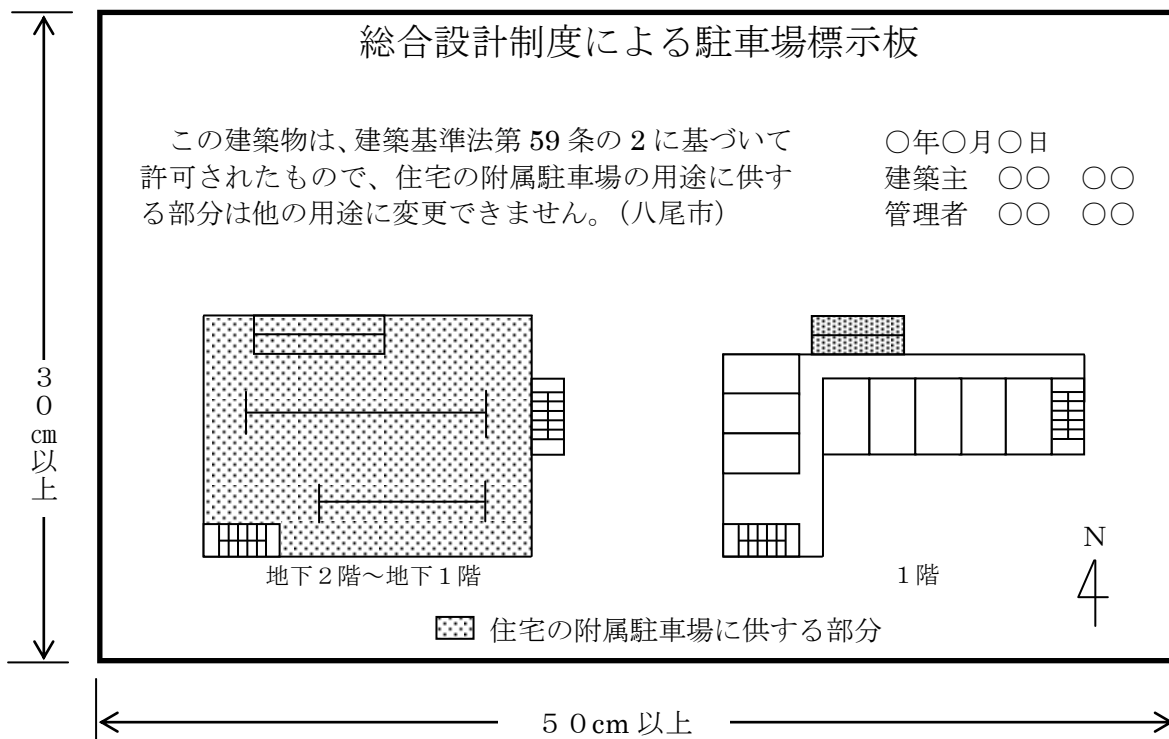 総合設計制度による駐車場標示板
この建築物は、建築基準法第 59 条の 2 に基づいて
許可されたもので、住宅の附属駐車場の用途に供す
る部分は他の用途に変更できません。（八尾市）
○年○月○日
建築主　○○　○○
管理者　○○　○○
３０㎝以上
地下２階～地下１階
１階
N
住宅の附属駐車場に供する部分
５０cm 以上